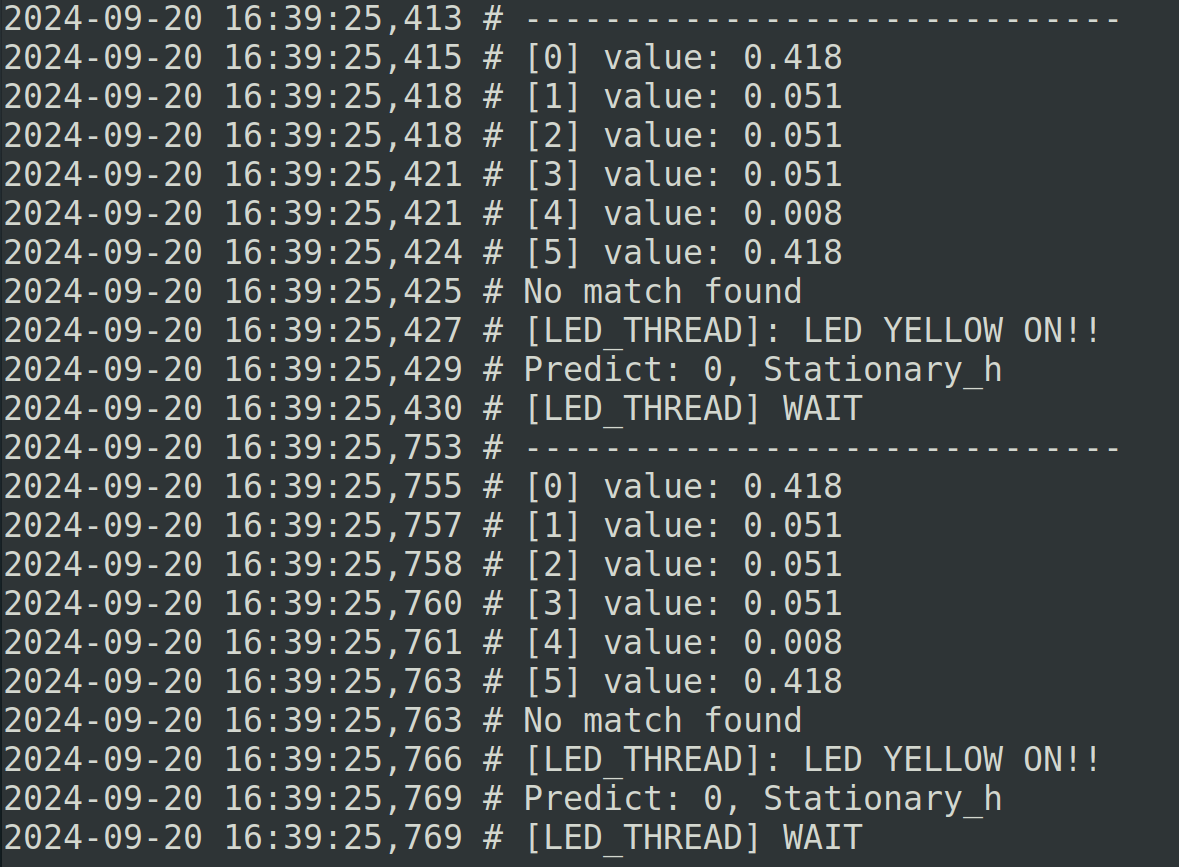 2024-09-20 16:39:25,413 # ------------------------------
2024-09-20 16:39:25,415 # [0] value: 0.418
2024-09-20 16:39:25,418 # [1] value: 0.051
2024-09-20 16:39:25,418 # [2] value: 0.051
2024-09-20 16:39:25,421 # [3] value: 0.051
2024-09-20 16:39:25,421 # [4] value: 0.008
2024-09-20 16:39:25,424 # [5] value: 0.418
2024-09-20 16:39:25,425 # No match found
2024-09-20 16:39:25,427 # [LED_THREAD]: LED YELLOW ON!!
2024-09-20 16:39:25,429 # Predict: 0, Stationary_h
2024-09-20 16:39:25,430 # [LED_THREAD] WAIT
2024-09-20 16:39:25,753 # ------------------------------
2024-09-20 16:39:25,755 # [0] value: 0.418
2024-09-20 16:39:25,757 # [1] value: 0.051
2024-09-20 16:39:25,758 # [2] value: 0.051
2024-09-20 16:39:25,760 # [3] value: 0.051
2024-09-20 16:39:25,761 # [4] value: 0.008
2024-09-20 16:39:25,763 # [5] value: 0.418
2024-09-20 16:39:25,763 # No match found
2024-09-20 16:39:25,766 # [LED_THREAD]: LED YELLOW ON!!
2024-09-20 16:39:25,769 # Predict: 0, Stationary_h
2024-09-20 16:39:25,769 # [LED_THREAD] WAIT